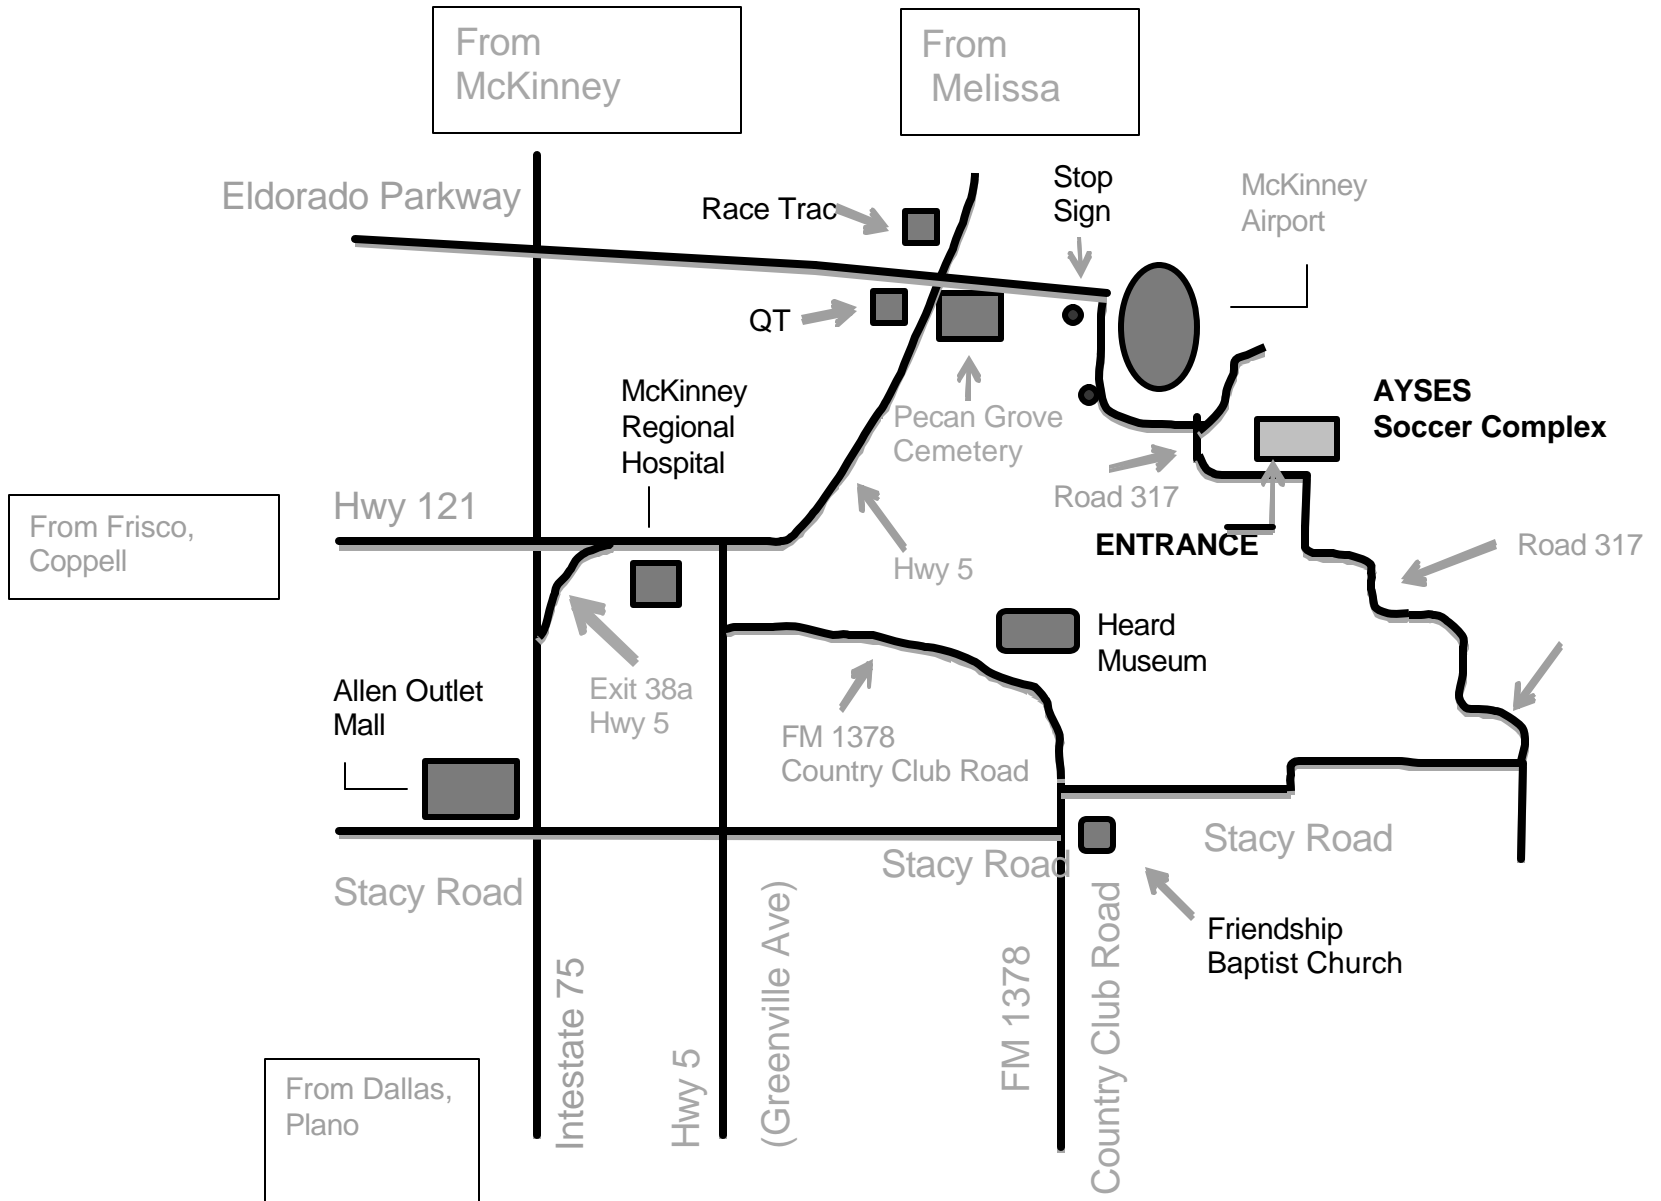 From
McKinney
From
Melissa
Eldorado Parkway
Race Trac
Stop
Sign
McKinney
Airport
QT
McKinney
Regional
Hospital
Pecan Grove
Cemetery
AYSES
Soccer Complex
Hwy 121
Road 317
From Frisco,
Coppell
ENTRANCE
Road 317
Hwy 5
Heard
Museum
Allen Outlet
Mall
Exit 38a
Hwy 5
FM 1378
Country Club Road
Stacy Road
Stacy Road
Stacy Road
Friendship
Baptist Church
Intestate 75
Hwy 5
(Greenville Ave)
FM 1378
Country Club Road
From Dallas,
Plano